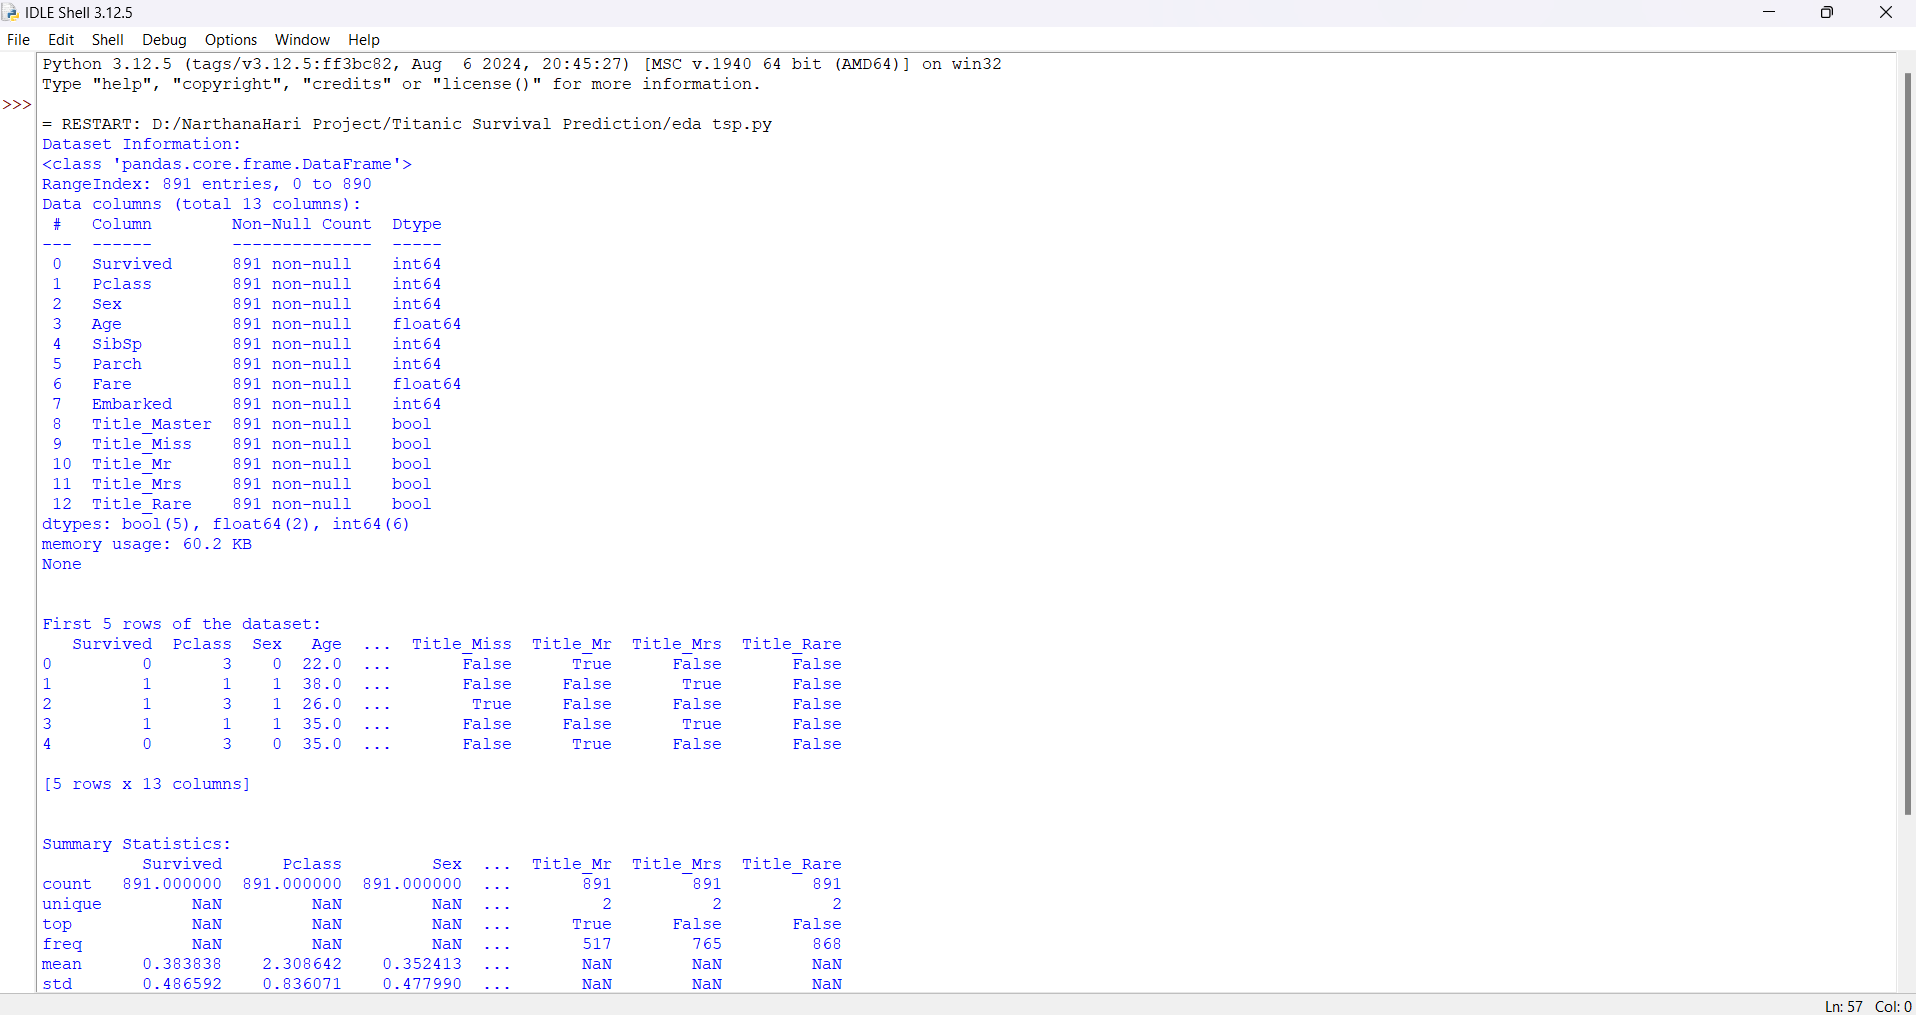 IDLE Shell 3.12.5
File Edit Shell Debug Options Window Help
Python 3.12.5 (tags/v3.12.5:ff3bc82, Aug  6 2024, 20:45:27) [MSC v.1940 64 bit (AMD64)] on win32
Type "help", "copyright", "credits" or "license()" for more information.
>>>
= RESTART: D:/NarthanaHari Project/Titanic Survival Prediction/eda tsp.py
Dataset Information:
<class 'pandas.core.frame.DataFrame'>
RangeIndex: 891 entries, 0 to 890
Data columns (total 13 columns):
 #   Column        Non-Null Count  Dtype
---  ------        --------------  -----
 0   Survived      891 non-null    int64
 1   Pclass        891 non-null    int64
 2   Sex           891 non-null    int64
 3   Age           891 non-null    float64
 4   SibSp         891 non-null    int64
 5   Parch         891 non-null    int64
 6   Fare          891 non-null    float64
 7   Embarked      891 non-null    int64
 8   Title_Master  891 non-null    bool
 9   Title_Miss    891 non-null    bool
 10  Title_Mr      891 non-null    bool
 11  Title_Mrs     891 non-null    bool
 12  Title_Rare    891 non-null    bool
dtypes: bool(5), float64(2), int64(6)
memory usage: 60.2 KB
None
First 5 rows of the dataset:
   Survived  Pclass  Sex   Age  ...  Title_Miss  Title_Mr  Title_Mrs  Title_Rare
0         0       3    0  22.0  ...       False      True      False       False
1         1       1    1  38.0  ...       False     False       True       False
2         1       3    1  26.0  ...        True     False      False       False
3         1       1    1  35.0  ...       False     False       True       False
4         0       3    0  35.0  ...       False      True      False       False
[5 rows x 13 columns]
Summary Statistics:
          Survived      Pclass         Sex  ...  Title_Mr  Title_Mrs  Title_Rare
count   891.000000  891.000000  891.000000  ...       891        891         891
unique         NaN         NaN         NaN  ...         2          2           2
top            NaN         NaN         NaN  ...      True      False       False
freq           NaN         NaN         NaN  ...       517        765         868
mean      0.383838    2.308642    0.352413  ...       NaN        NaN         NaN
std       0.486592    0.836071    0.477990  ...       NaN        NaN         NaN
Ln: 57 Col: 0